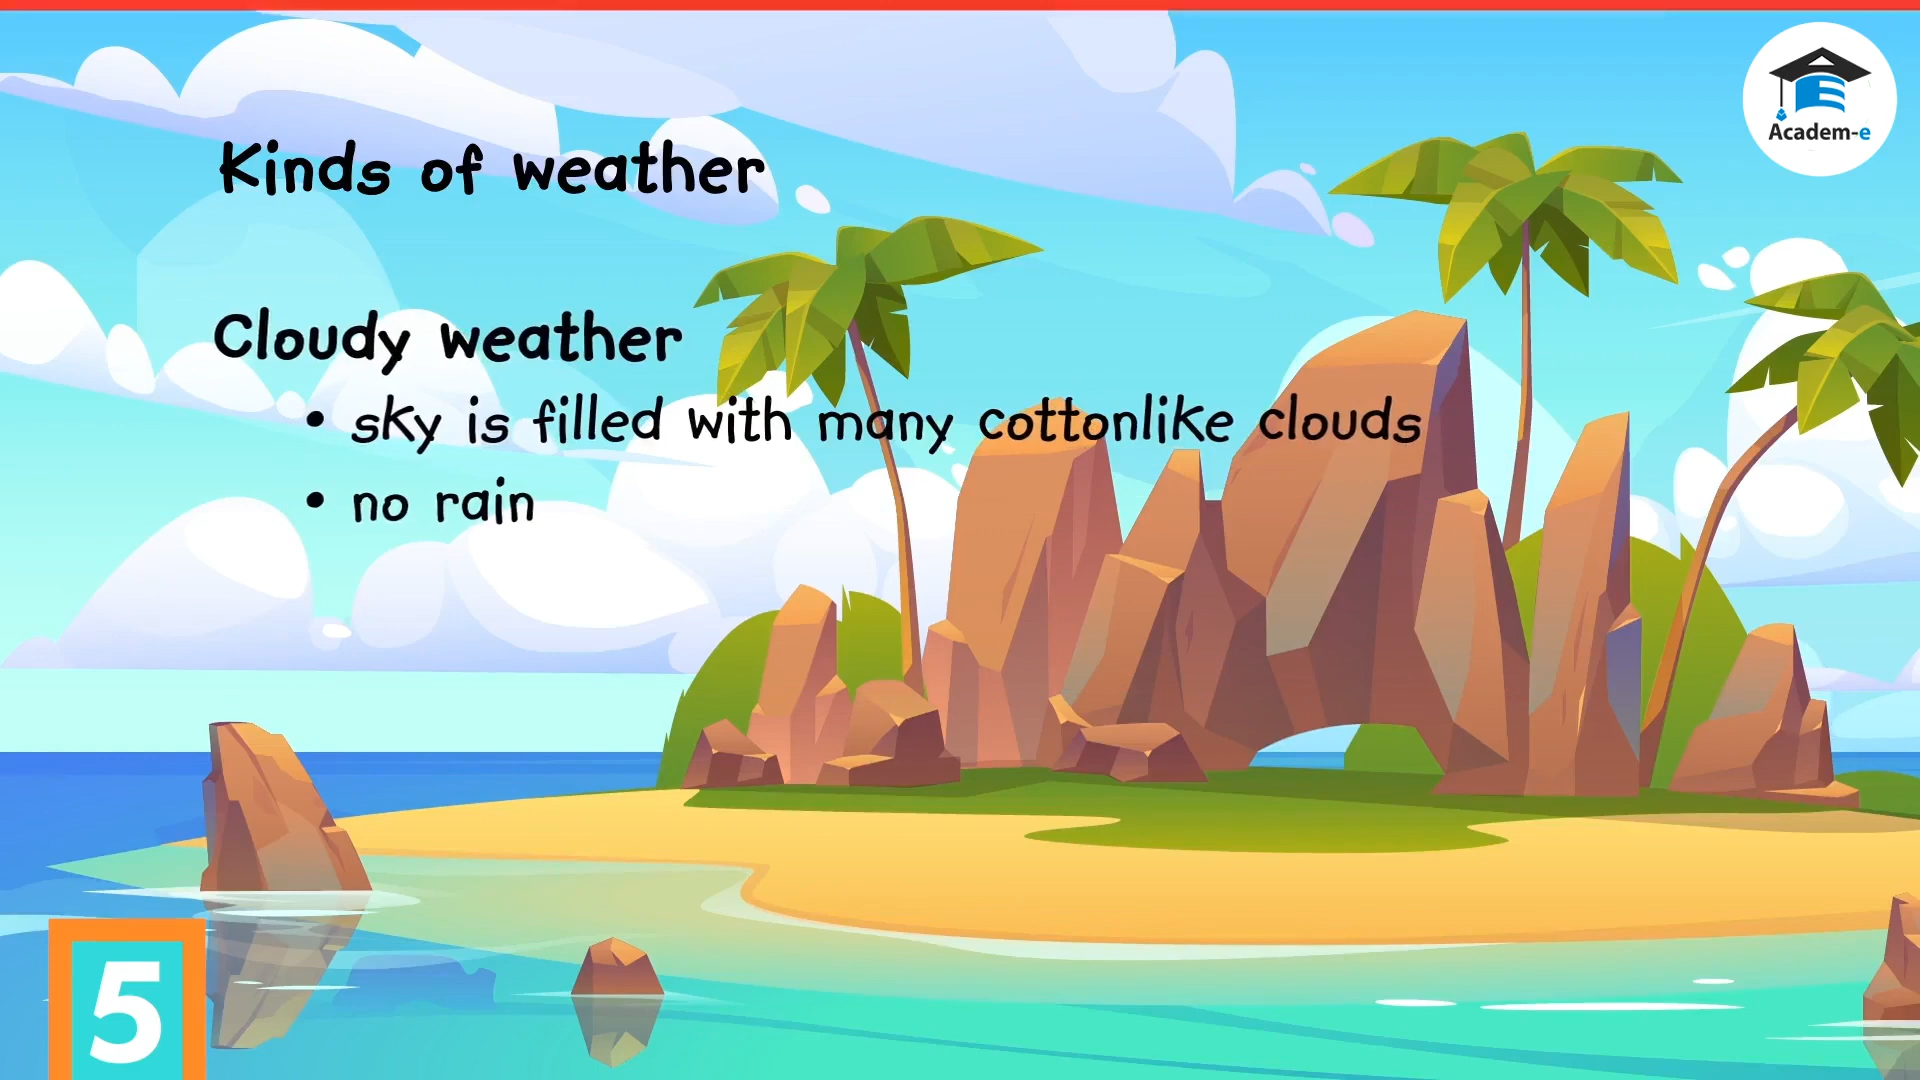 Academ-e
Kinds of weather
Cloudy weather
• sky is filled with many cottonlike clouds
• no rain
5